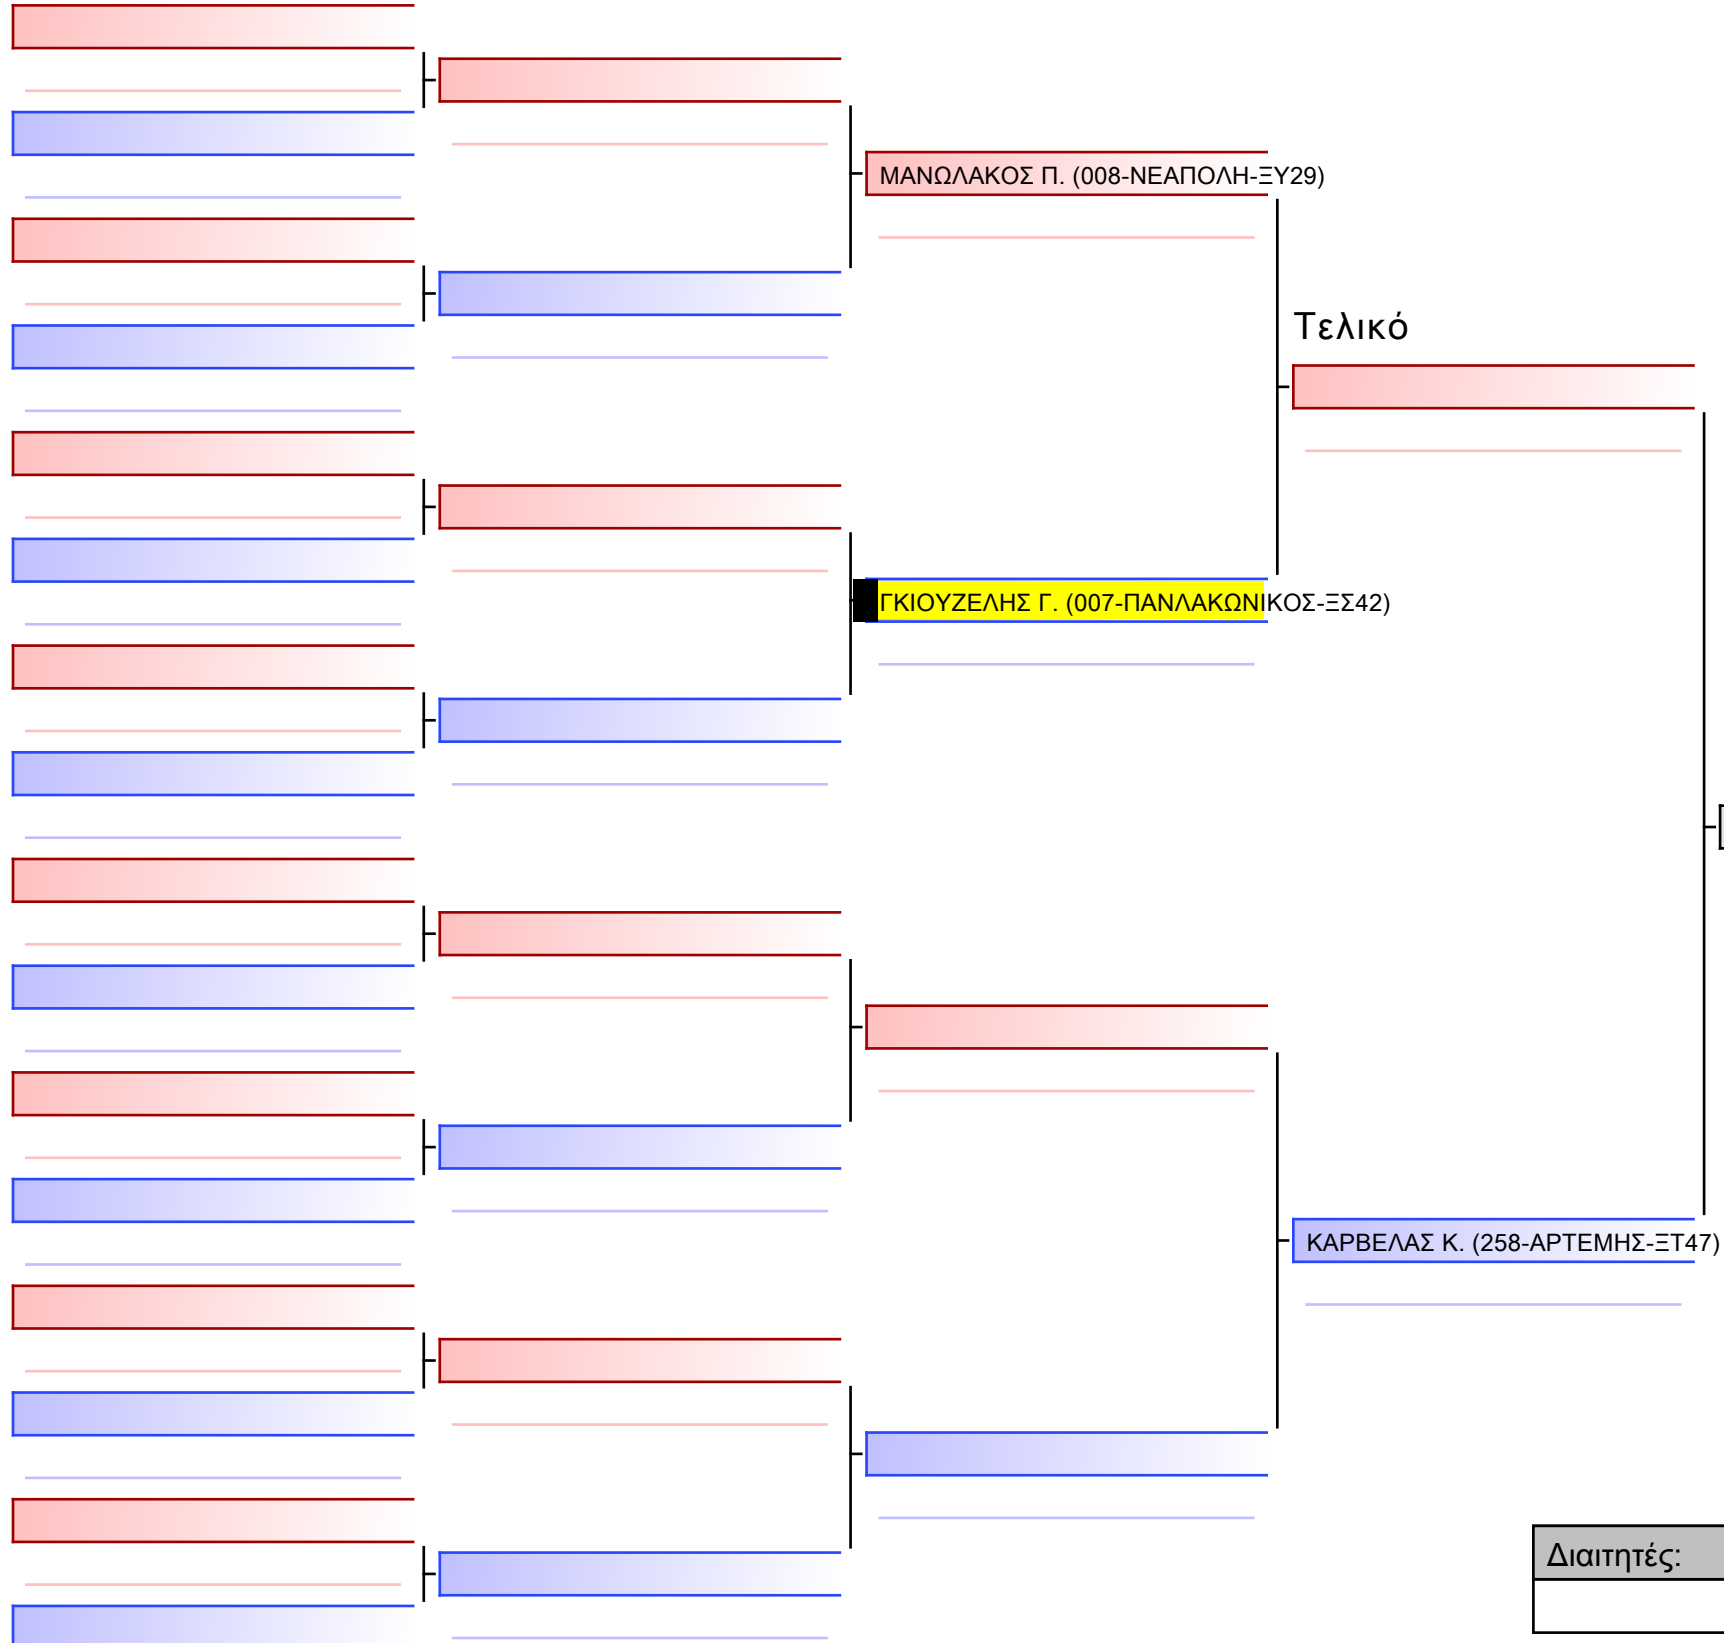 ΜΑΝΩΛΑΚΟΣ Π. (008-ΝΕΑΠΟΛΗ-ΞΥ29)
Τελικό
ΓΚΙΟΥΖΕΛΗΣ Γ. (007-ΠΑΝΛΑΚΩΝΙΚΟΣ-ΞΣ42)
ΚΑΡΒΕΛΑΣ Κ. (258-ΑΡΤΕΜΗΣ-ΞΤ47)
Διαιτητές: